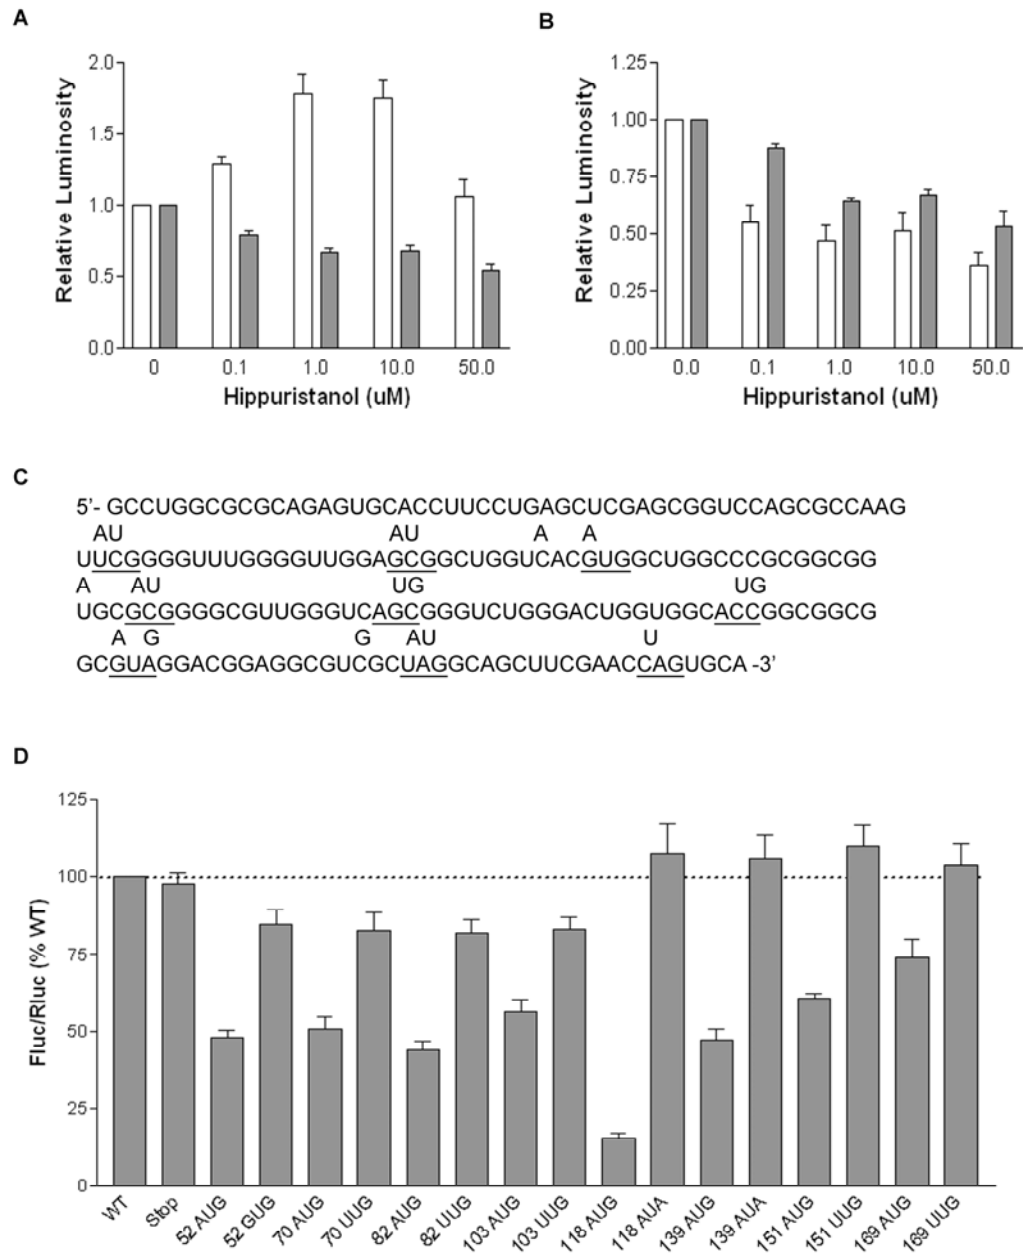 A
B
2.0
1.5
1.0
0.5
0.0
Relative Luminosity
0 0.1 1.0 10.0 50.0
Hippuristanol (uM)
1.25
1.00
0.75
0.50
0.25
0.00
Relative Luminosity
0.0 0.1 1.0 10.0 50.0
Hippuristanol (uM)
C
5'- GCCUGGCGCGCAGAGUGCACCUUCCUGAGCUCGAGCGGUCCAGCGCCAAG
AU AU A A
UUCGGGGUUUGGGGUUGGAGCGGCUGGUCACGUGGCUGGCCCGCGGCGG
A AU UG UG
UGCGCGGGGCGUUGGGUCAGCGGGUCUGGGACUGGUGGCACCGGCGGCG
A G G AU U
GCGUAGGACGGAGGCGUCGCUAGGCAGCUUCGAACCAGUGCA -3'
D
125
100
75
50
25
0
Fluc/Rluc (% WT)
WT
Stop
52 AUG
52 GUG
70 AUG
70 UUG
82 AUG
82 UUG
103 AUG
103 UUG
118 AUG
118 AUA
139 AUG
139 AUA
151 AUG
151 UUG
169 AUG
169 UUG